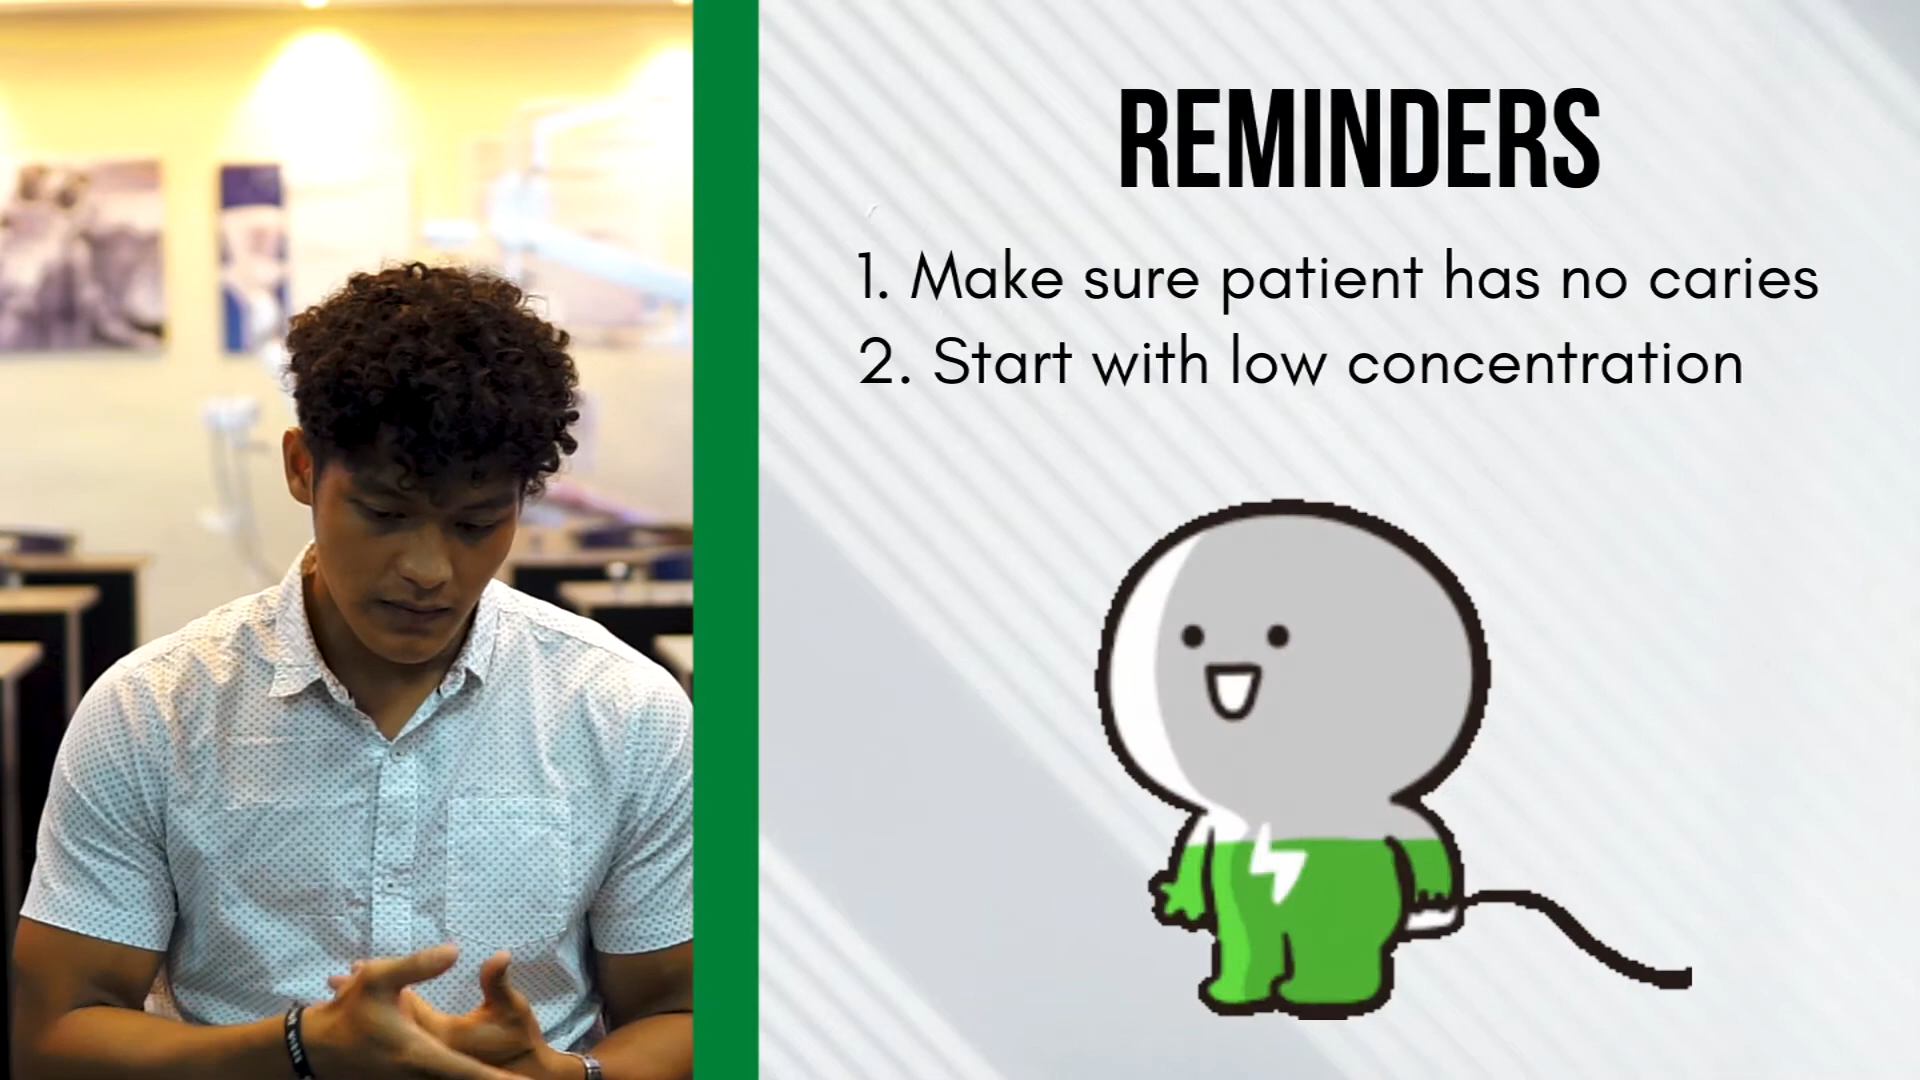 REMINDERS
1. Make sure patient has no caries
2. Start with low concentration